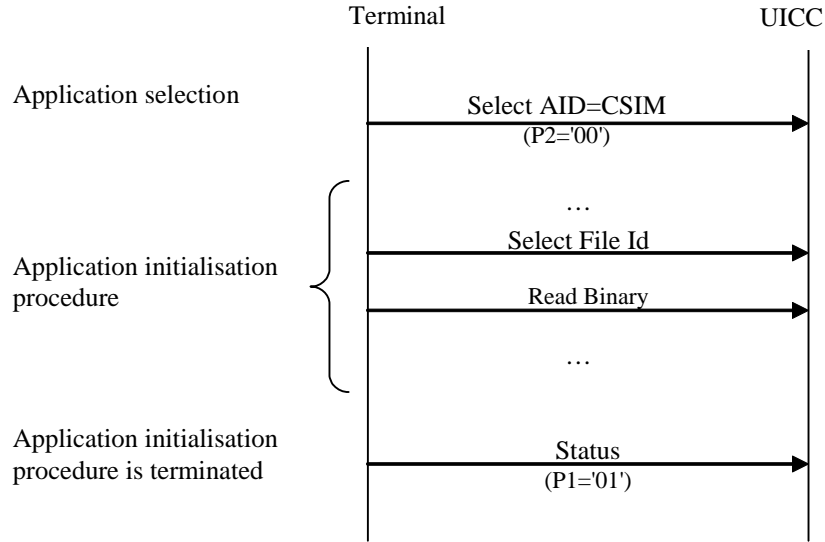 Terminal UICC
Application selection
Select AID=CSIM
(P2='00')
…
Select File Id
Application initialisation
procedure
Read Binary
…
Application initialisation
procedure is terminated
Status
(P1='01')